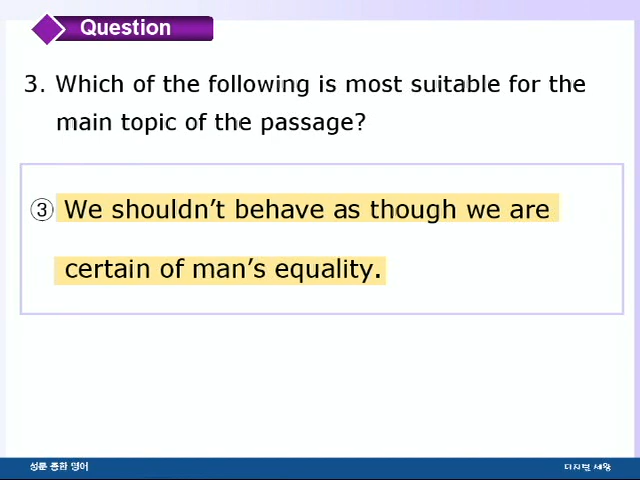 Question
3. Which of the following is most suitable for the
main topic of the passage?
③ We shouldn’t behave as though we are
certain of man’s equality.
성문 종합 영어
디지털 세왕